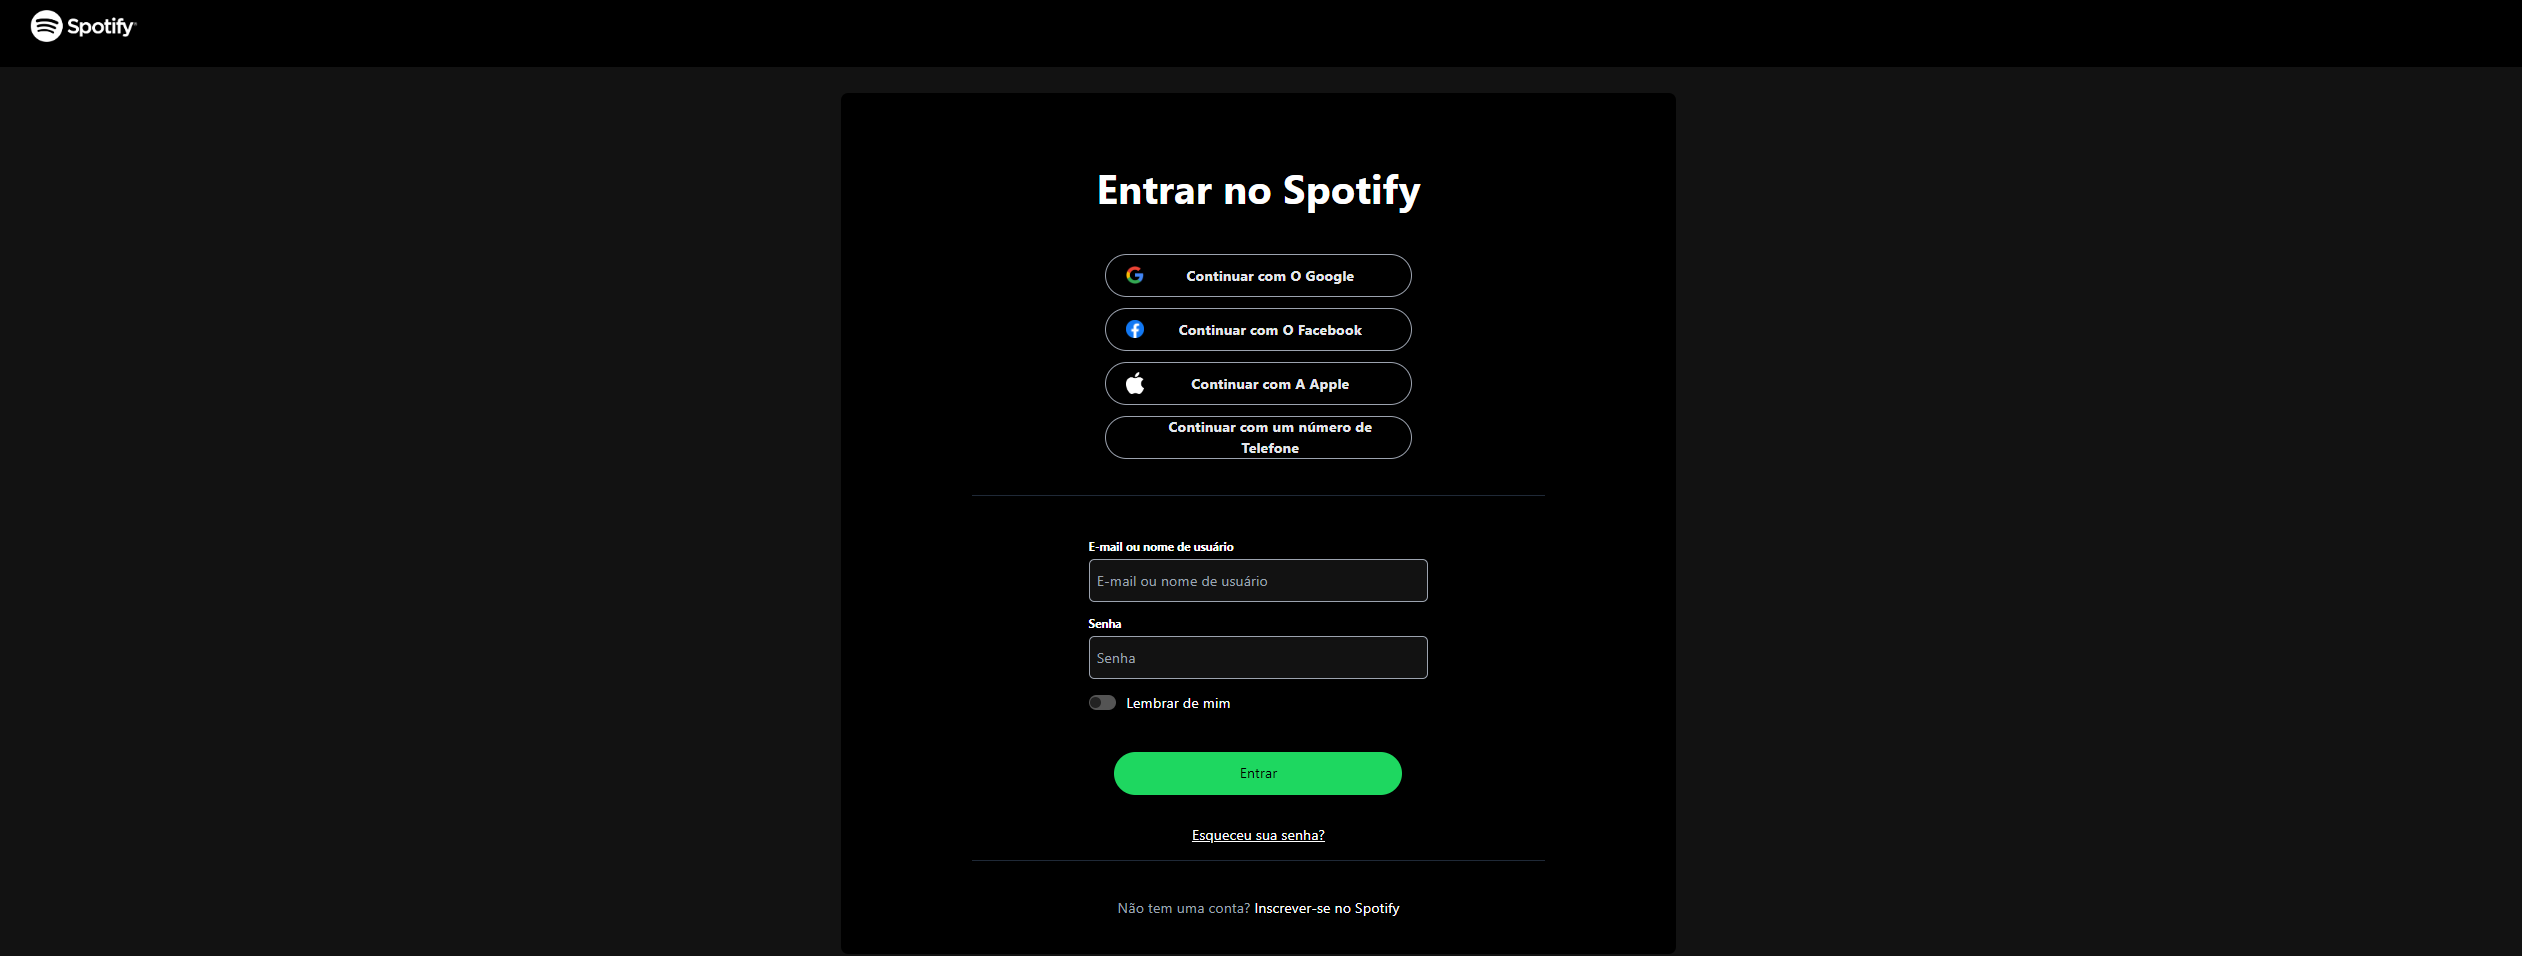 Spotify
Entrar no Spotify
Continuar com O Google
Continuar com O Facebook
Continuar com A Apple
Continuar com um número de
Telefone
E-mail ou nome de usuário
E-mail ou nome de usuário
Senha
Senha
Lembrar de mim
Entrar
Esqueceu sua senha?
Não tem uma conta? Inscrever-se no Spotify